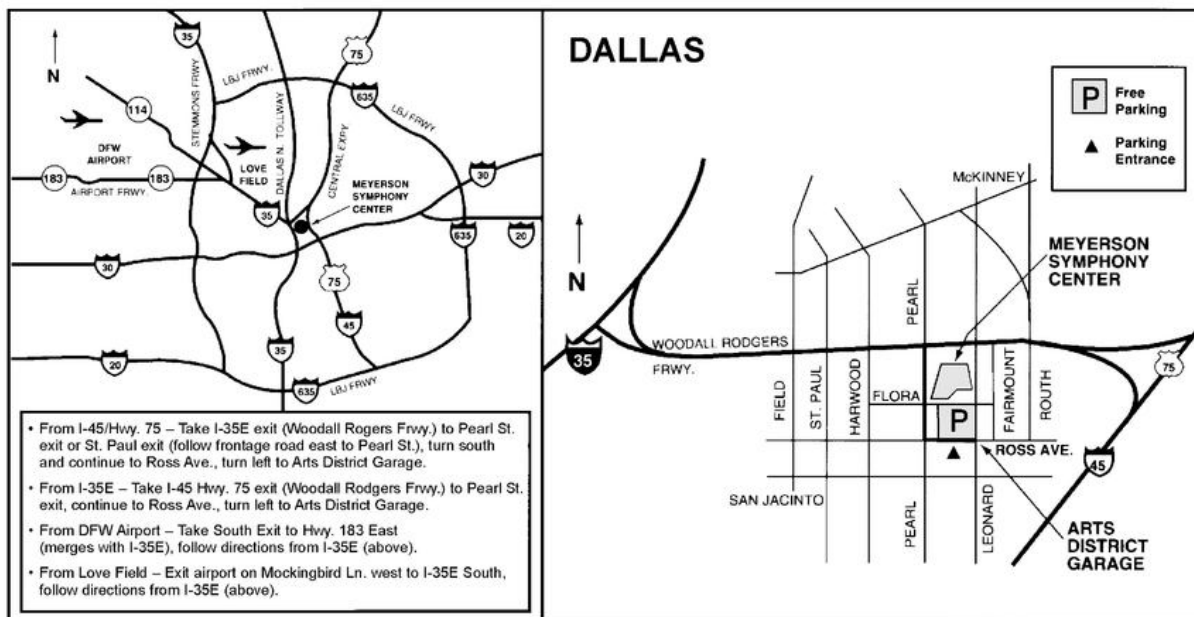 35
75
N
LBJ FRWY.
STEMMONS FRWY
DALLAS N. TOLLWAY
635
LBJ FRWY
114
DFW
AIRPORT
LOVE
FIELD
CENTRAL EXPY
30
183
183
AIRPORT FRWY.
MEYERSON
SYMPHONY
CENTER
35
635
20
30
75
45
35
20
635
LBJ FRWY
• From I-45/Hwy. 75 – Take I-35E exit (Woodall Rogers Frwy.) to Pearl St.
exit or St. Paul exit (follow frontage road east to Pearl St.), turn south
and continue to Ross Ave., turn left to Arts District Garage.
• From I-35E – Take I-45 Hwy. 75 exit (Woodall Rodgers Frwy.) to Pearl St.
exit, continue to Ross Ave., turn left to Arts District Garage.
• From DFW Airport – Take South Exit to Hwy. 183 East
(merges with I-35E), follow directions from I-35E (above).
• From Love Field – Exit airport on Mockingbird Ln. west to I-35E South,
follow directions from I-35E (above).
DALLAS
P Free
Parking
▲ Parking
Entrance
McKINNEY
MEYERSON
SYMPHONY
CENTER
N
PEARL
WOODALL RODGERS
FRWY.
35
75
FIELD
ST. PAUL
HARWOOD
FLORA
P
FAIRMOUNT
ROUTH
ROSS AVE.
45
SAN JACINTO
PEARL
LEONARD
ARTS
DISTRICT
GARAGE